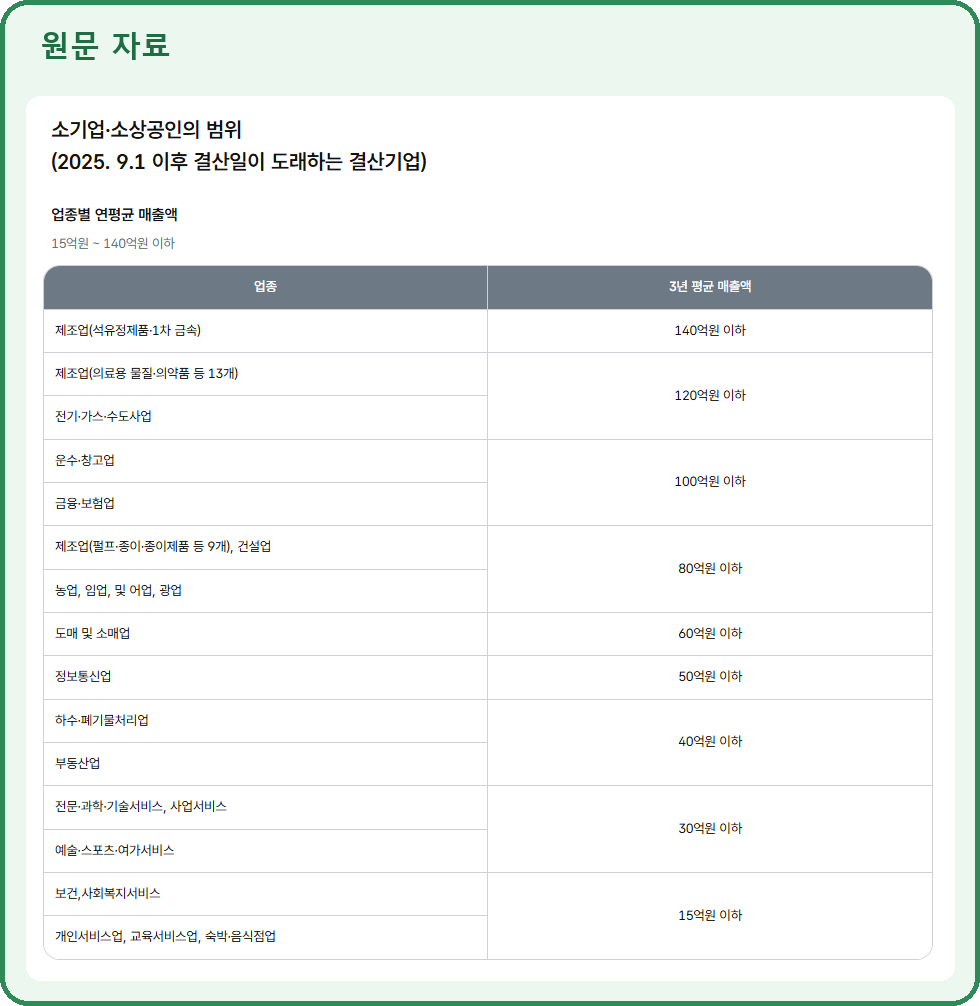 원문 자료
소기업·소상공인의 범위
(2025. 9.1 이후 결산일이 도래하는 결산기업)
업종별 연평균 매출액
15억원 ~ 140억원 이하
업종 3년 평균 매출액
제조업(석유정제품·1차 금속) 140억원 이하
제조업(의료용 물질·의약품 등 13개)
120억원 이하
전기·가스·수도사업
운수·창고업
100억원 이하
금융·보험업
제조업(펄프·종이·종이제품 등 9개), 건설업
80억원 이하
농업, 임업, 및 어업, 광업
도매 및 소매업 60억원 이하
정보통신업 50억원 이하
하수·폐기물처리업
40억원 이하
부동산업
전문·과학·기술서비스, 사업서비스
30억원 이하
예술·스포츠·여가서비스
보건,사회복지서비스
15억원 이하
개인서비스업, 교육서비스업, 숙박·음식점업